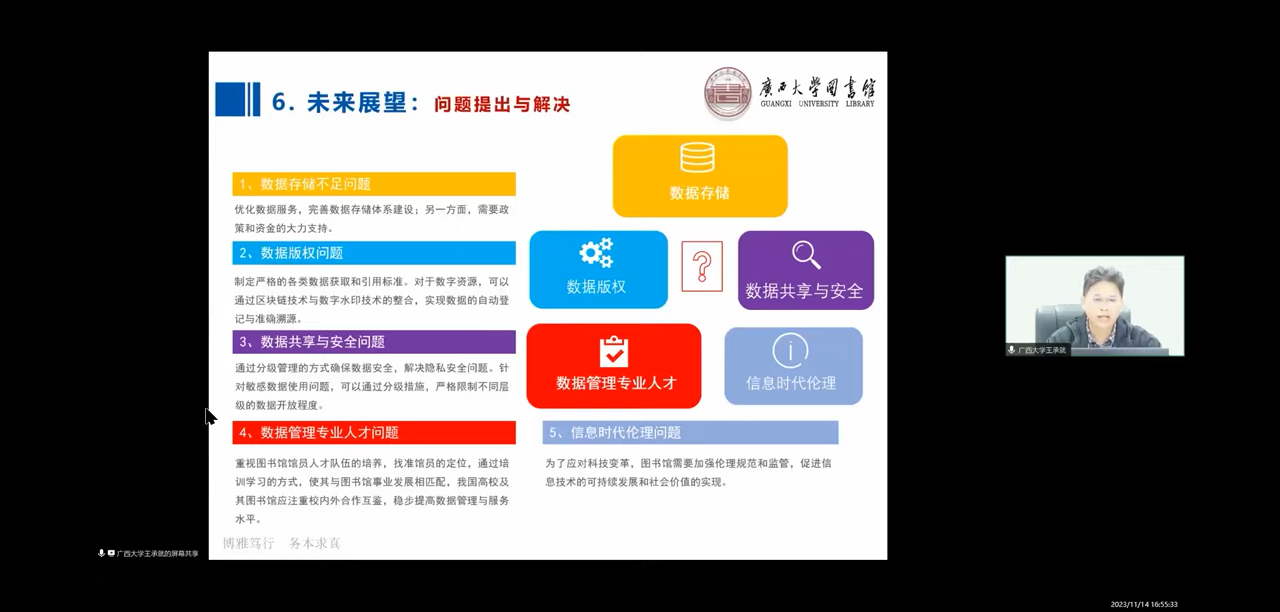 6. 未来展望：问题提出与解决
廣西大學图書馆
GUANGXI UNIVERSITY LIBRARY
1、数据存储不足问题
优化数据服务，完善数据存储体系建设；另一方面，需要政
策和资金的大力支持。
2、数据版权问题
制定严格的各类数据获取和引用标准。对于数字资源，可以
通过区块链技术与数字水印技术的整合，实现数据的自动登
记与准确溯源。
3、数据共享与安全问题
通过分级管理的方式确保数据安全，解决隐私安全问题。针
对敏感数据使用问题，可以通过分级措施，严格限制不同层
级的数据开放程度。
4、数据管理专业人才问题
重视图书馆馆员人才队伍的培养，找准馆员的定位，通过培
训学习的方式，使其与图书馆事业发展相匹配，我国高校及
其图书馆应注重校内外合作互鉴，稳步提高数据管理与服务
水平。
数据存储
数据版权
?
数据共享与安全
数据管理专业人才
信息时代伦理
5、信息时代伦理问题
为了应对科技变革，图书馆需要加强伦理规范和监管，促进信
息技术的可持续发展和社会价值的实现。
博雅笃行 务本求真
广西大学王承就的屏幕共享
广西大学王承就
2023/11/14 16:55:33